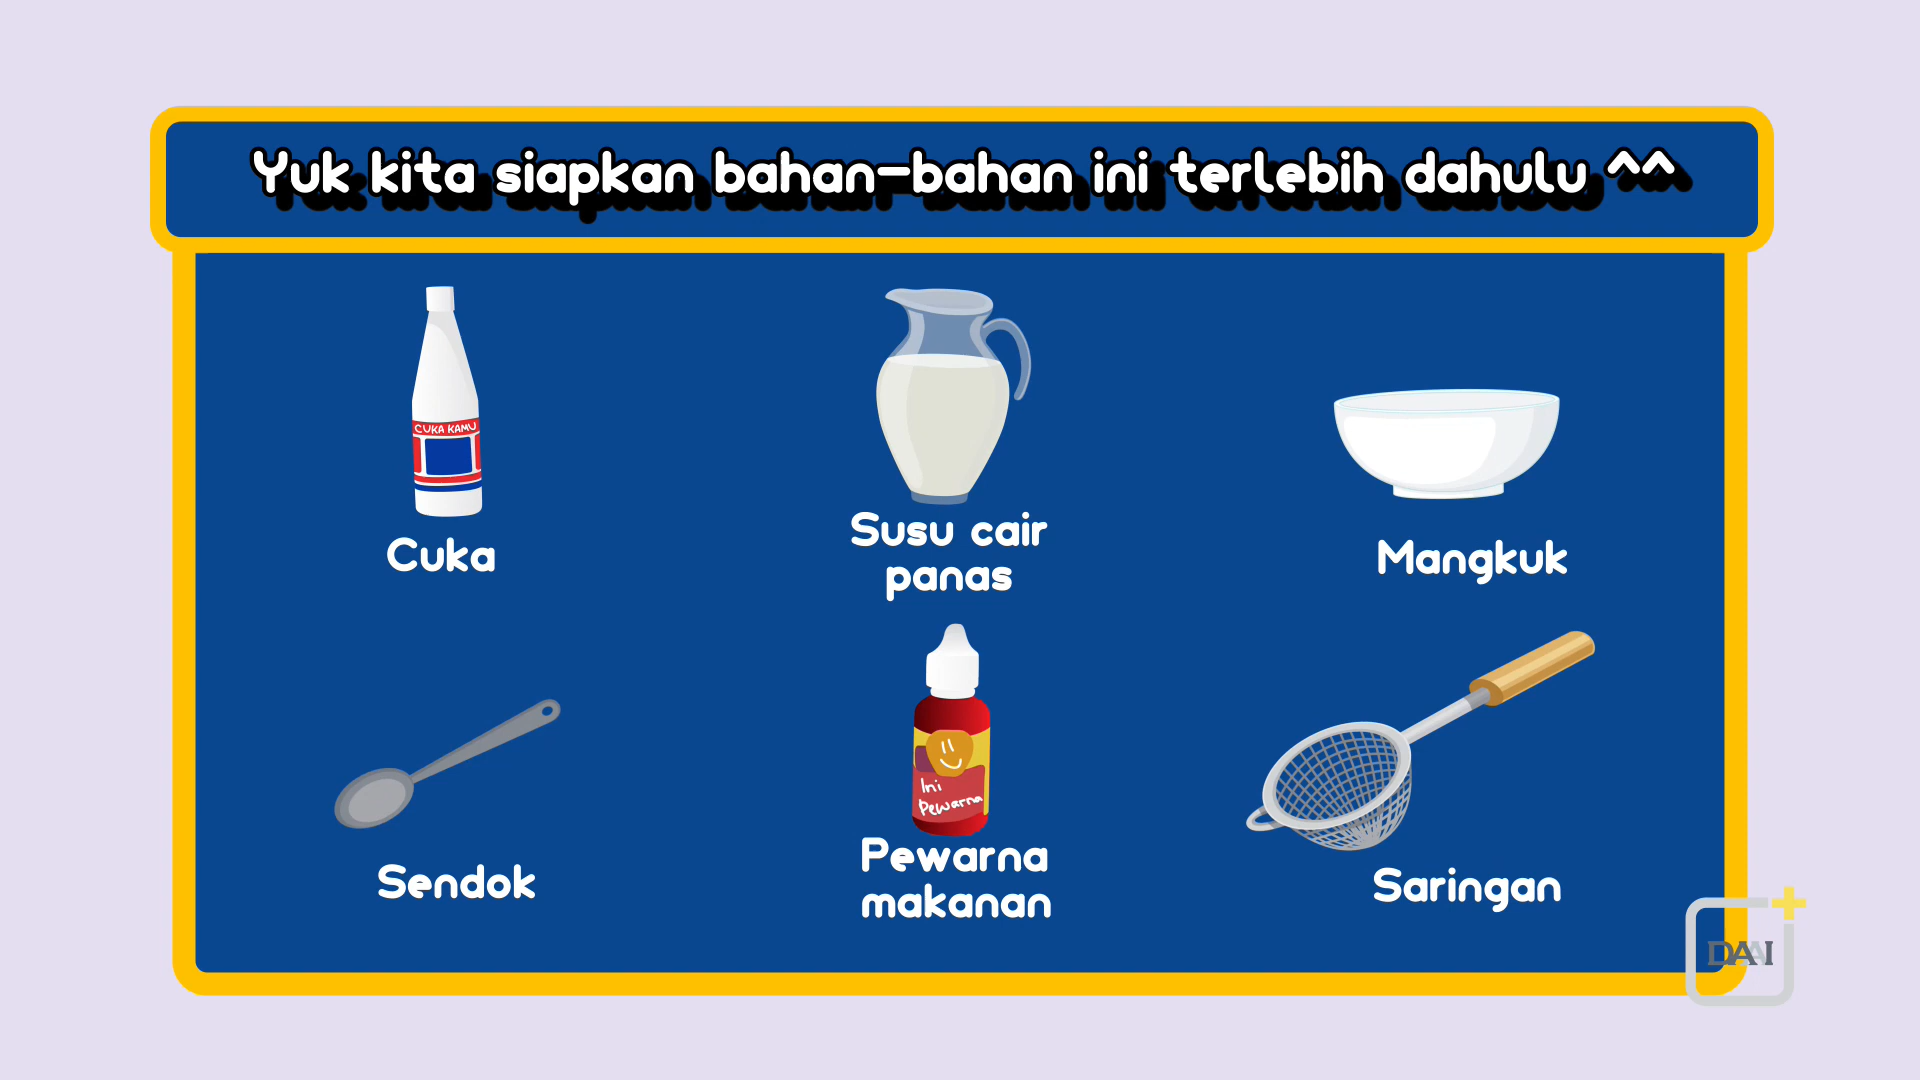 Yuk kita siapkan bahan-bahan ini terlebih dahulu ^^
CUKA KAMU
Cuka
Susu cair
panas
Mangkuk
Sendok
Ini
Pewarna
Pewarna
makanan
Saringan
DAAI